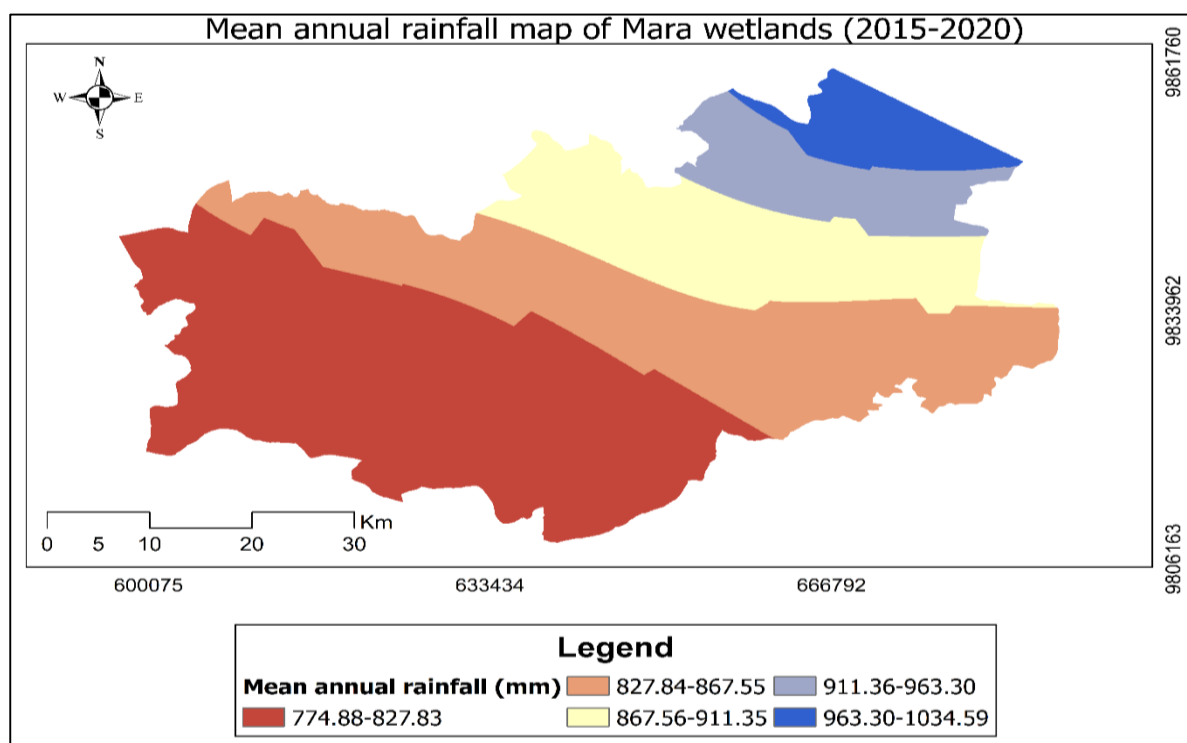 Mean annual rainfall map of Mara wetlands (2015-2020)
N
W E
S
9861760
9833962
9806163
Km
0 5 10 20 30
600075 633434 666792
Legend
Mean annual rainfall (mm)
774.88-827.83
827.84-867.55
867.56-911.35
911.36-963.30
963.30-1034.59